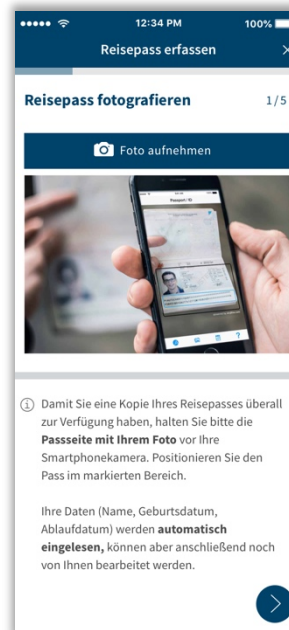 12:34 PM
100%
Reisepass erfassen
Reisepass fotografieren
1/5
Foto aufnehmen
Passport / ID
Damit Sie eine Kopie Ihres Reisepasses überall
zur Verfügung haben, halten Sie bitte die
Passseite mit Ihrem Foto vor Ihre
Smartphonekamera. Positionieren Sie den
Pass im markierten Bereich.
Ihre Daten (Name, Geburtsdatum,
Ablaufdatum) werden automatisch
eingelesen, können aber anschließend noch
von Ihnen bearbeitet werden.